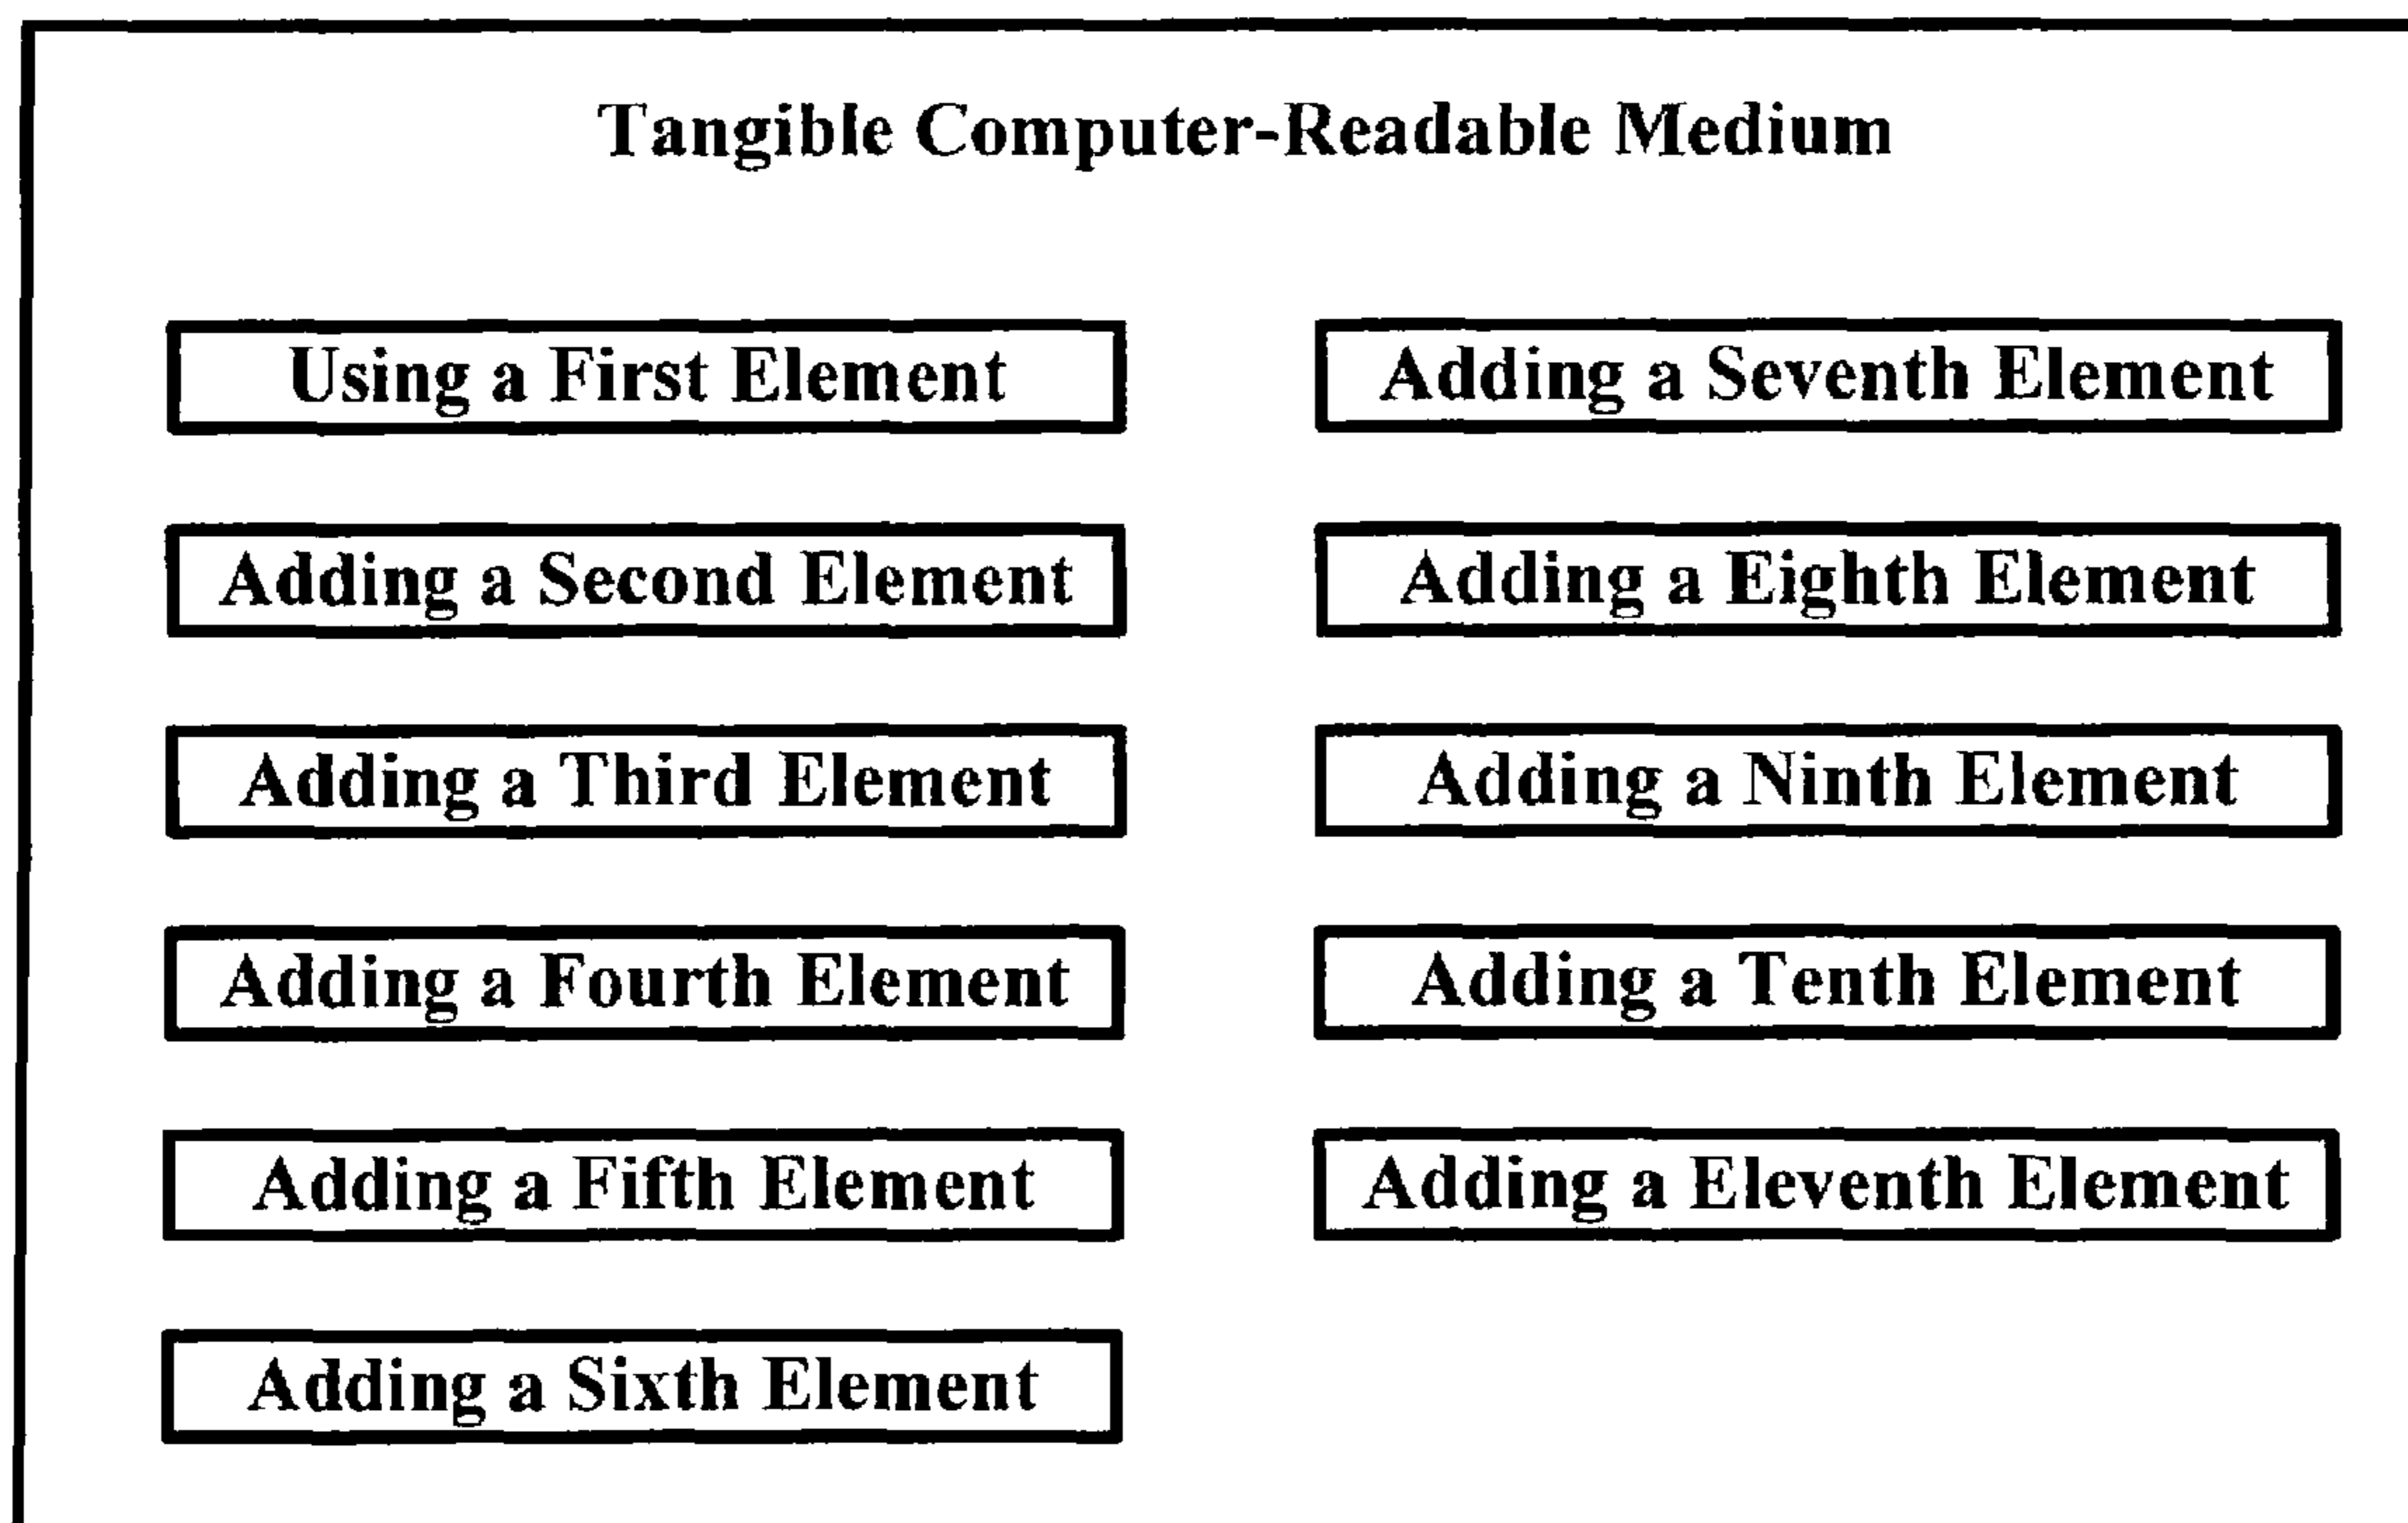 Tangible Computer-Readable Medium
Using a First Element
Adding a Second Element
Adding a Third Element
Adding a Fourth Element
Adding a Fifth Element
Adding a Sixth Element
Adding a Seventh Element
Adding a Eighth Element
Adding a Ninth Element
Adding a Tenth Element
Adding a Eleventh Element